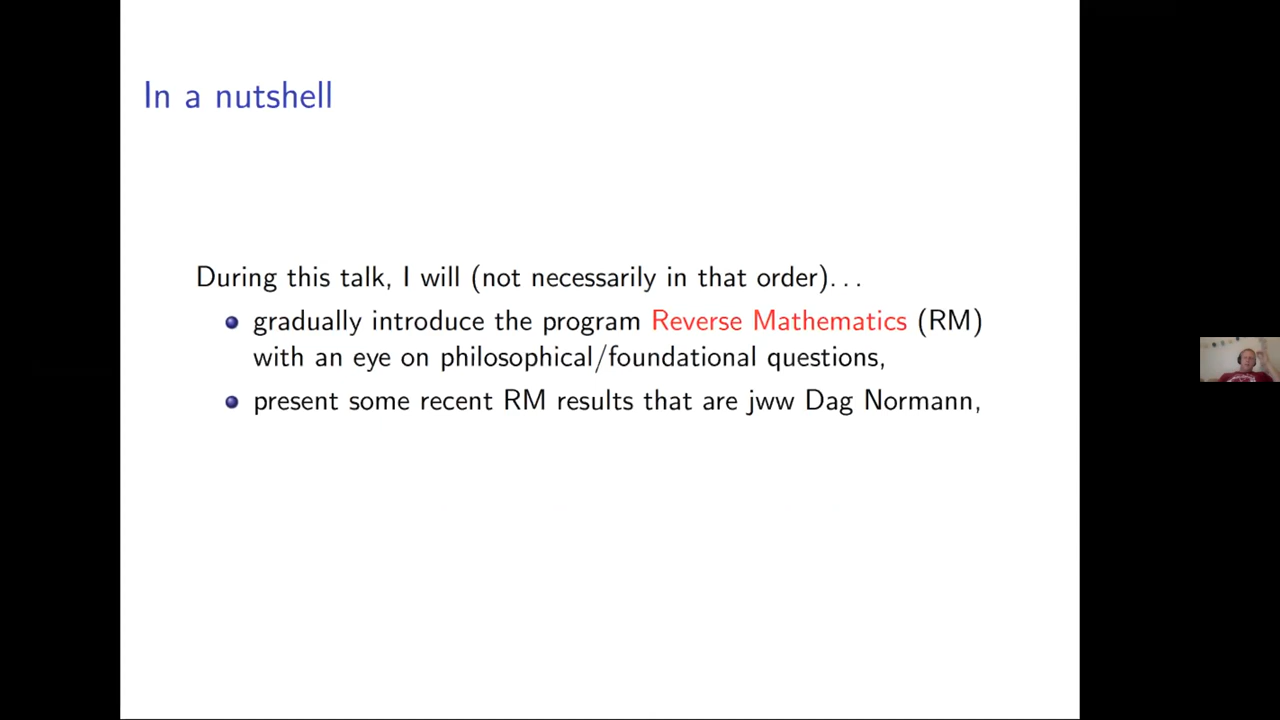 In a nutshell
During this talk, I will (not necessarily in that order)...
gradually introduce the program Reverse Mathematics (RM)
with an eye on philosophical/foundational questions,
present some recent RM results that are jww Dag Normann,